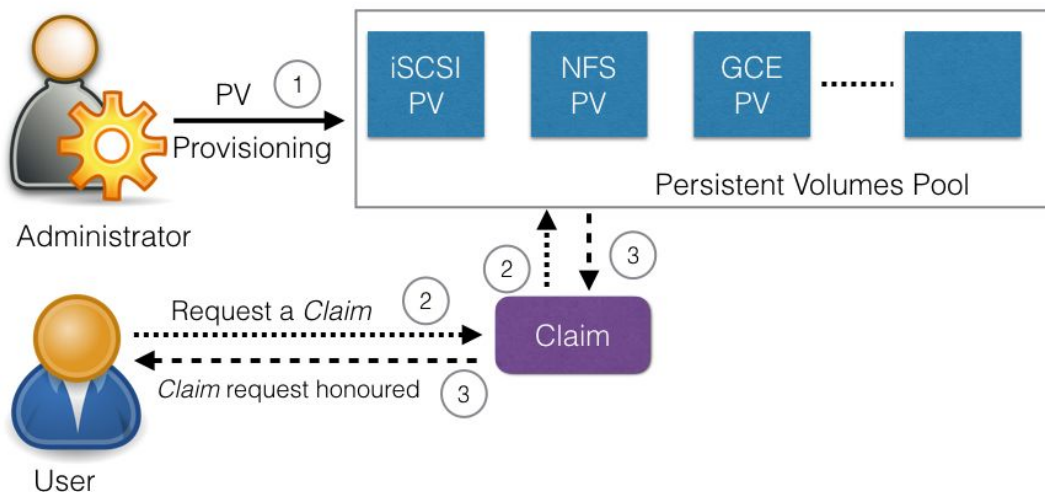 iSCSI
PV
NFS
PV
GCE
PV
PV
1
Provisioning
Persistent Volumes Pool
Administrator
2
3
Request a Claim
2
Claim
Claim request honoured
3
User